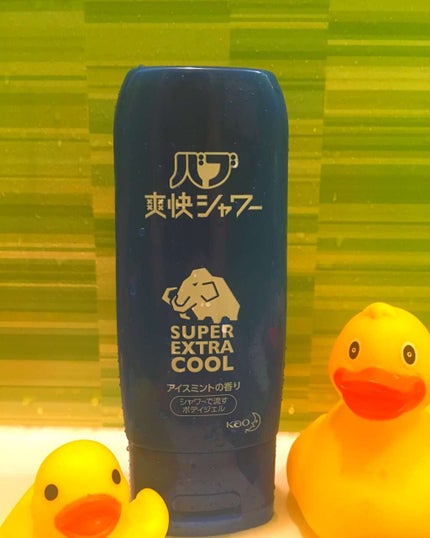 バブ
爽快シャワー
SUPER
EXTRA
COOL
アイスミントの香り
シャワーで流す
ボディジェル
Kao